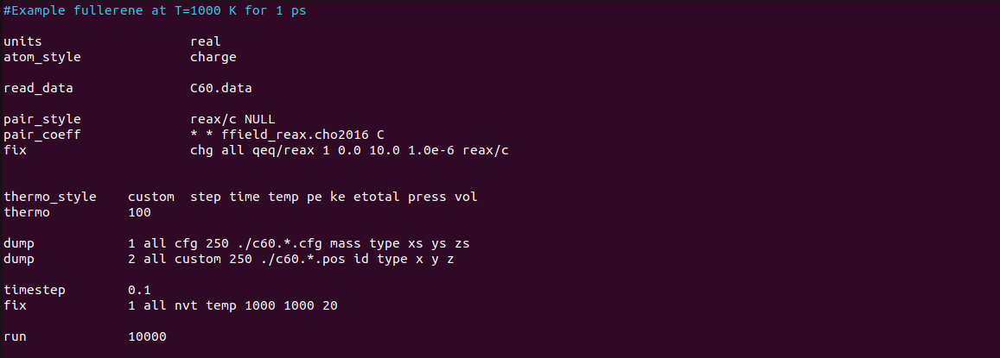 #Example fullerene at T=1000 K for 1 ps
units real
atom_style charge
read_data C60.data
pair_style reax/c NULL
pair_coeff * * ffield_reax.cho2016 C
fix chg all qeq/reax 1 0.0 10.0 1.0e-6 reax/c
thermo_style custom step time temp pe ke etotal press vol
thermo 100
dump 1 all cfg 250 ./c60.*.cfg mass type xs ys zs
dump 2 all custom 250 ./c60.*.pos id type x y z
timestep 0.1
fix 1 all nvt temp 1000 1000 20
run 10000